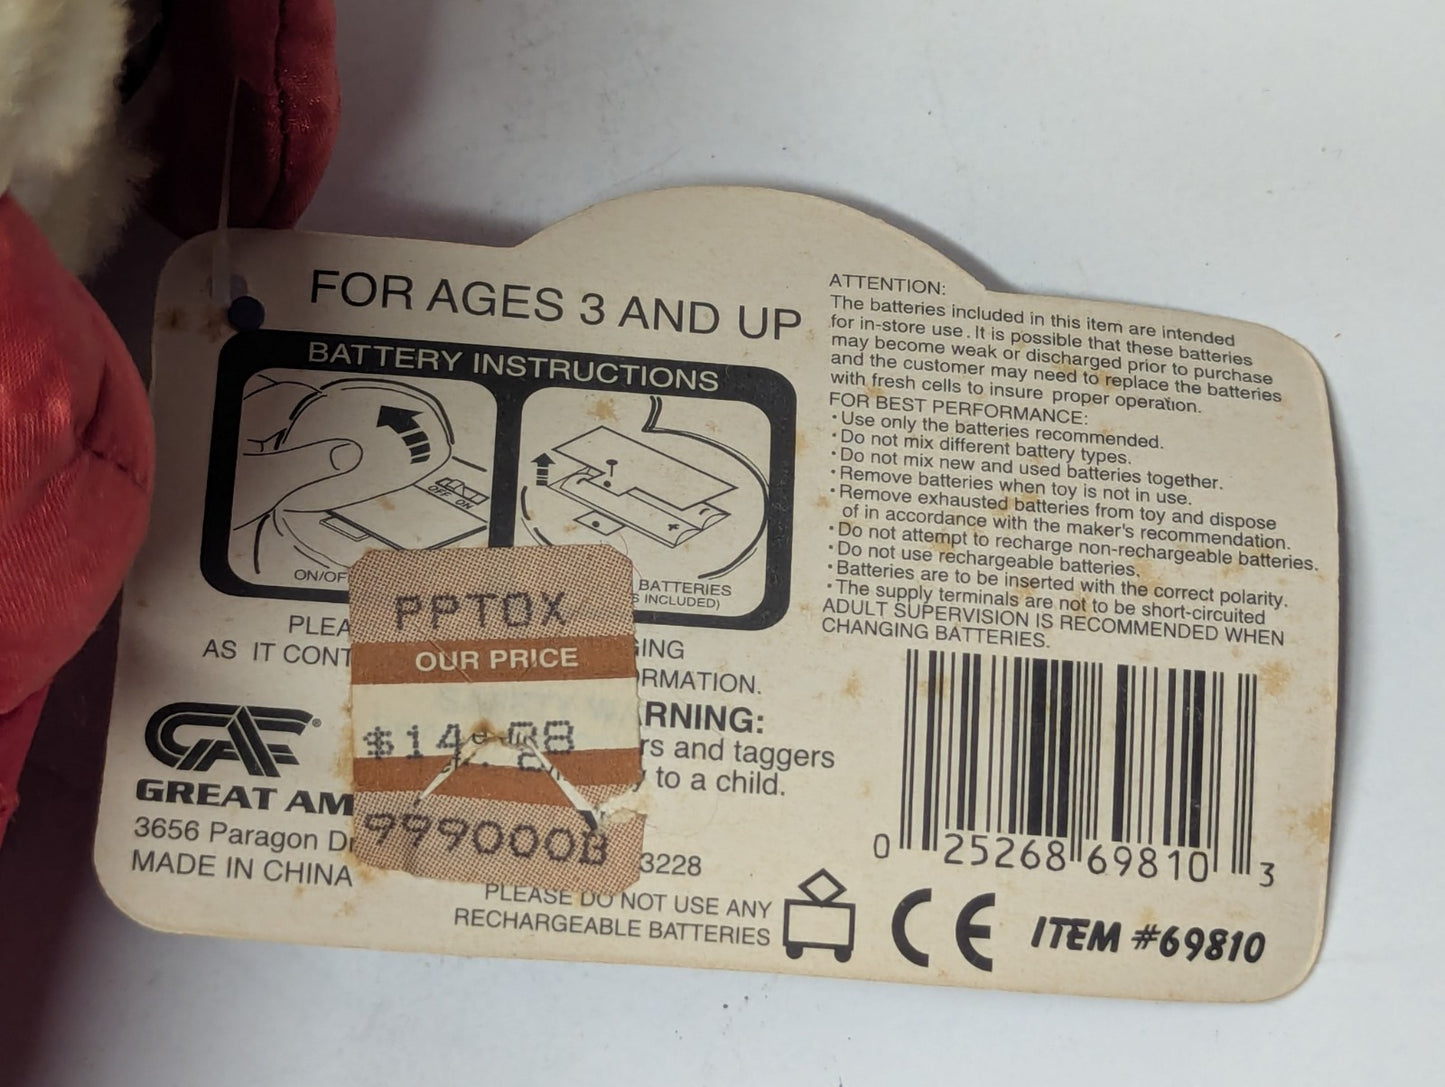 FOR AGES 3 AND UP
BATTERY INSTRUCTIONS
OFF ON
ON/OF
BATTERIES
INCLUDED)
PLEA
GING
AS IT CONT
ORMATION.
RNING:
rs and taggers
y to a child.
PPTOX
OUR PRICE
$14.
999000B
CAF®
GREAT AM
3656 Paragon Dr
3228
MADE IN CHINA
PLEASE DO NOT USE ANY
RECHARGEABLE BATTERIES
ATTENTION:
The batteries included in this item are intended
for in-store use. It is possible that these batteries
may become weak or discharged prior to purchase
and the customer may need to replace the batteries
with fresh cells to insure proper operation.
FOR BEST PERFORMANCE:
·Use only the batteries recommended.
·Do not mix different battery types.
·Do not mix new and used batteries together.
·Remove batteries when toy is not in use.
·Remove exhausted batteries from toy and dispose
of in accordance with the maker's recommendation.
·Do not attempt to recharge non-rechargeable batteries.
·Do not use rechargeable batteries.
·Batteries are to be inserted with the correct polarity.
·The supply terminals are not to be short-circuited
ADULT SUPERVISION IS RECOMMENDED WHEN
CHANGING BATTERIES.
0 25268 69810 3
CE
ITEM #69810